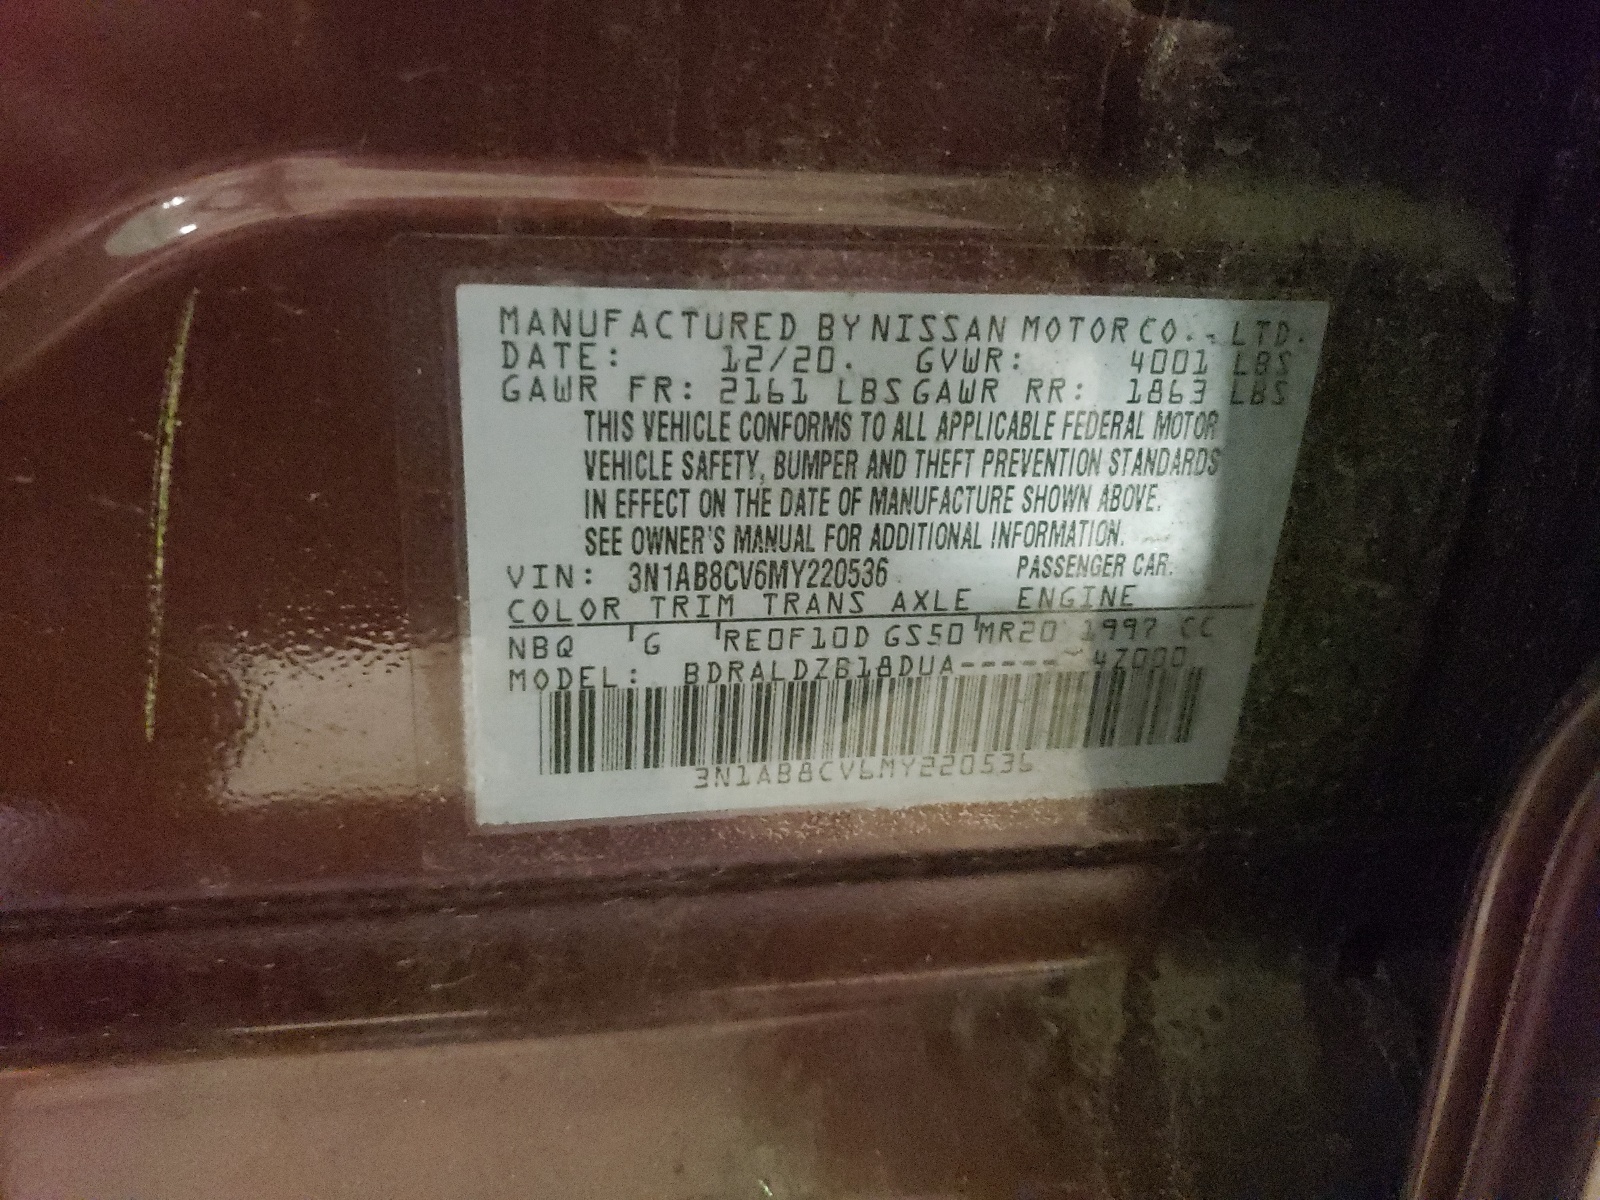 MANUFACTURED BY NISSAN MOTOR CO., LTD.
DATE: 12/20. GVWR: 4001 LBS
GAWR FR: 2161 LBS GAWR RR: 1863 LBS
THIS VEHICLE CONFORMS TO ALL APPLICABLE FEDERAL MOTOR
VEHICLE SAFETY, BUMPER AND THEFT PREVENTION STANDARDS
IN EFFECT ON THE DATE OF MANUFACTURE SHOWN ABOVE.
SEE OWNER'S MANUAL FOR ADDITIONAL INFORMATION.
VIN: 3N1AB8CV6MY220536 PASSENGER CAR.
COLOR TRIM TRANS AXLE ENGINE
NBQ G RE0F10D GS50 MR20 1997 CC
MODEL: BDRALDZB18DUA----- 4Z000
3N1AB8CV6MY220536